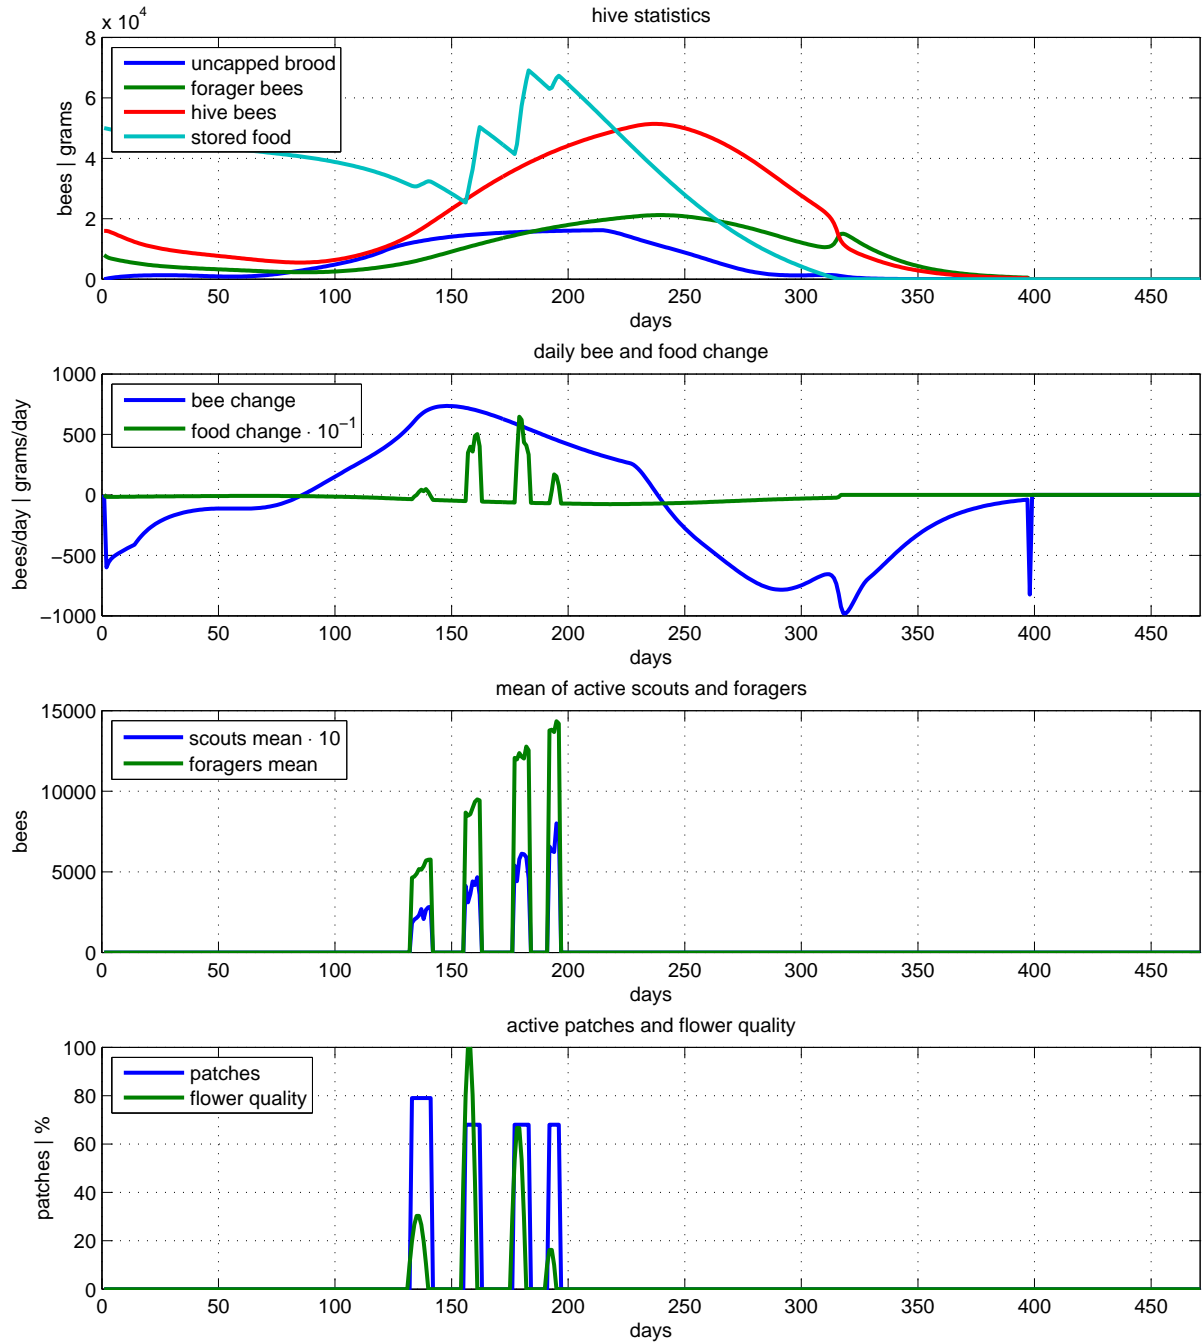 hive statistics
x 10^4
8
6
4
2
0
bees | grams
uncapped brood
forager bees
hive bees
stored food
0 50 100 150 200 250 300 350 400 450
days
daily bee and food change
1000
500
0
−500
−1000
bees/day | grams/day
bee change
food change · 10^−1
0 50 100 150 200 250 300 350 400 450
days
mean of active scouts and foragers
15000
10000
5000
0
bees
scouts mean · 10
foragers mean
0 50 100 150 200 250 300 350 400 450
days
active patches and flower quality
100
80
60
40
20
0
patches | %
patches
flower quality
0 50 100 150 200 250 300 350 400 450
days